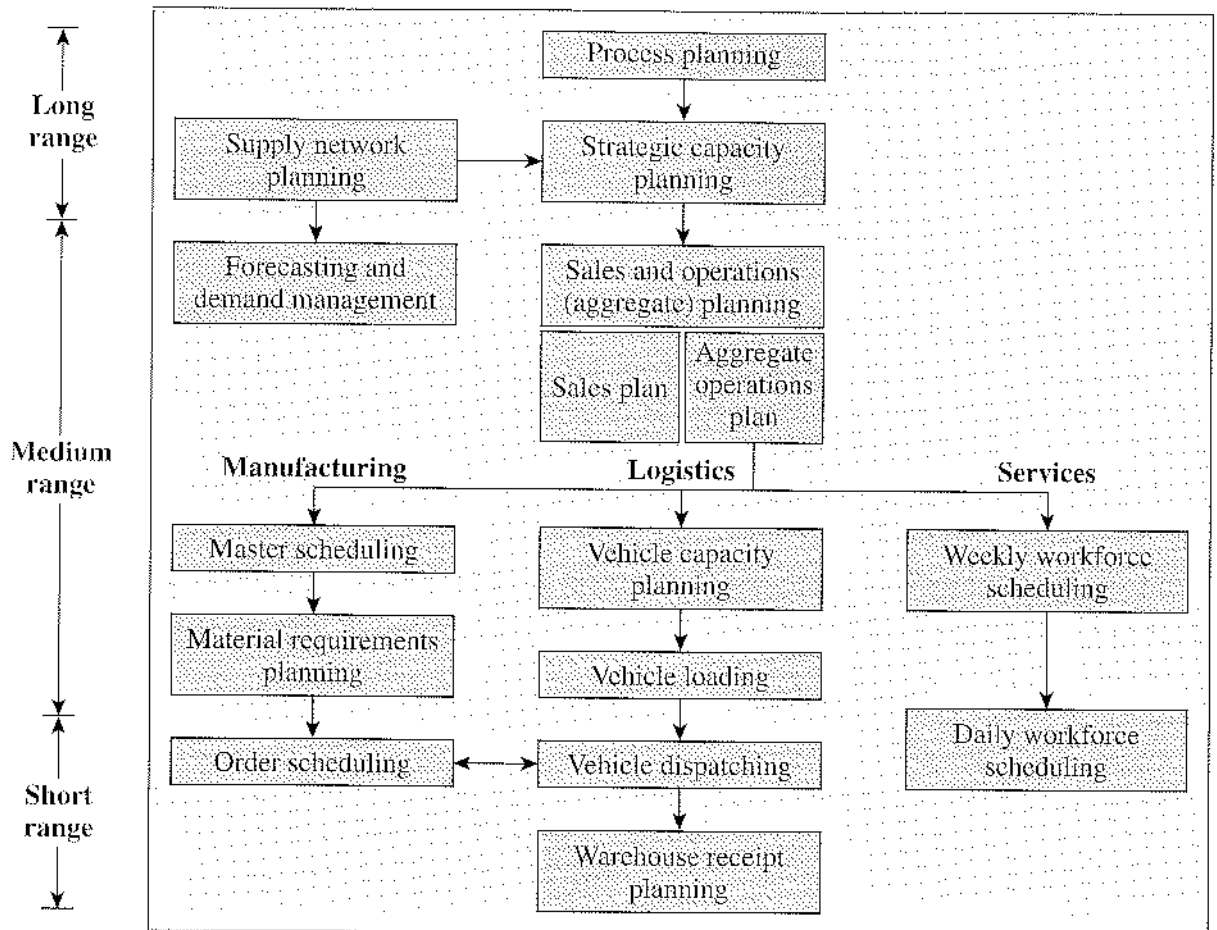 Process planning
Long
range
Supply network
planning
Strategic capacity
planning
Forecasting and
demand management
Sales and operations
(aggregate) planning
Sales plan
Aggregate
operations
plan
Medium
range
Manufacturing
Logistics
Services
Master scheduling
Vehicle capacity
planning
Weekly workforce
scheduling
Material requirements
planning
Vehicle loading
Order scheduling
Vehicle dispatching
Daily workforce
scheduling
Short
range
Warehouse receipt
planning